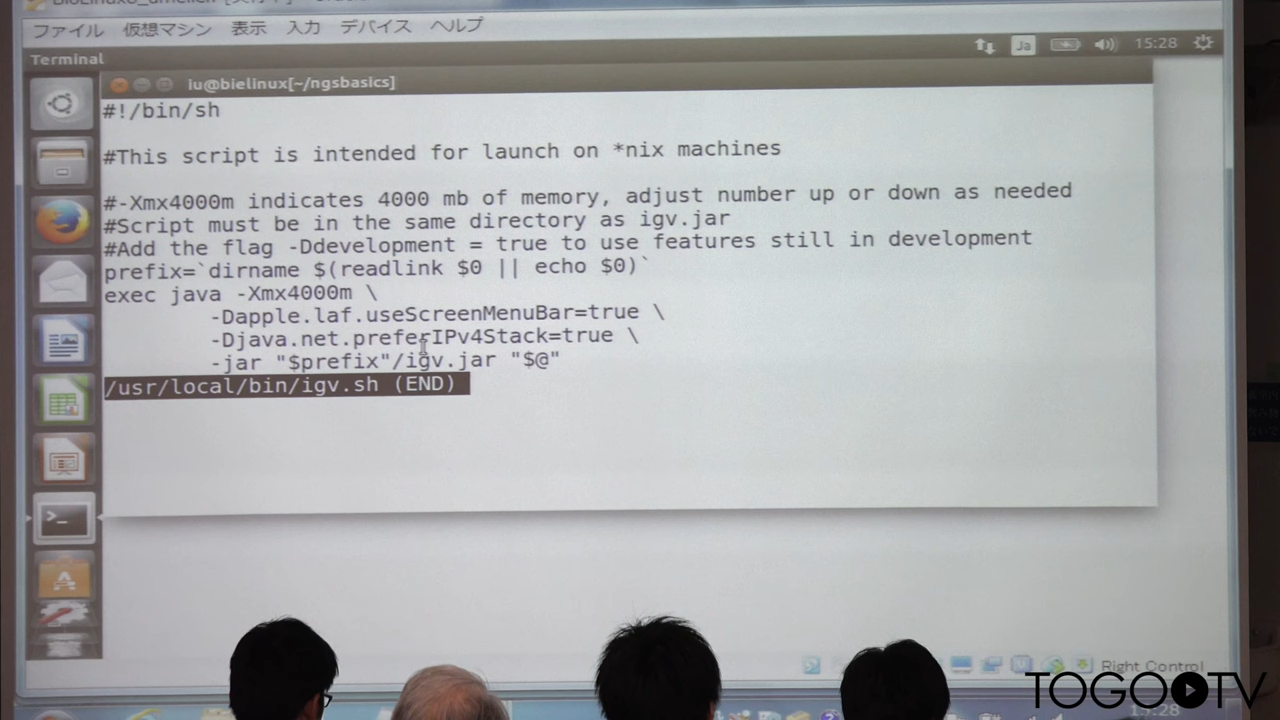 ファイル 仮想マシン 表示 入力 デバイス ヘルプ
Terminal
Ja 15:28
iu@bielinux[~/ngsbasics]
#!/bin/sh
#This script is intended for launch on *nix machines
#-Xmx4000m indicates 4000 mb of memory, adjust number up or down as needed
#Script must be in the same directory as igv.jar
#Add the flag -Ddevelopment = true to use features still in development
prefix=`dirname $(readlink $0 || echo $0)`
exec java -Xmx4000m \
-Dapple.laf.useScreenMenuBar=true \
-Djava.net.preferIPv4Stack=true \
-jar "$prefix"/igv.jar "$@"
/usr/local/bin/igv.sh (END)
Right Control
TOGOTV
15:28